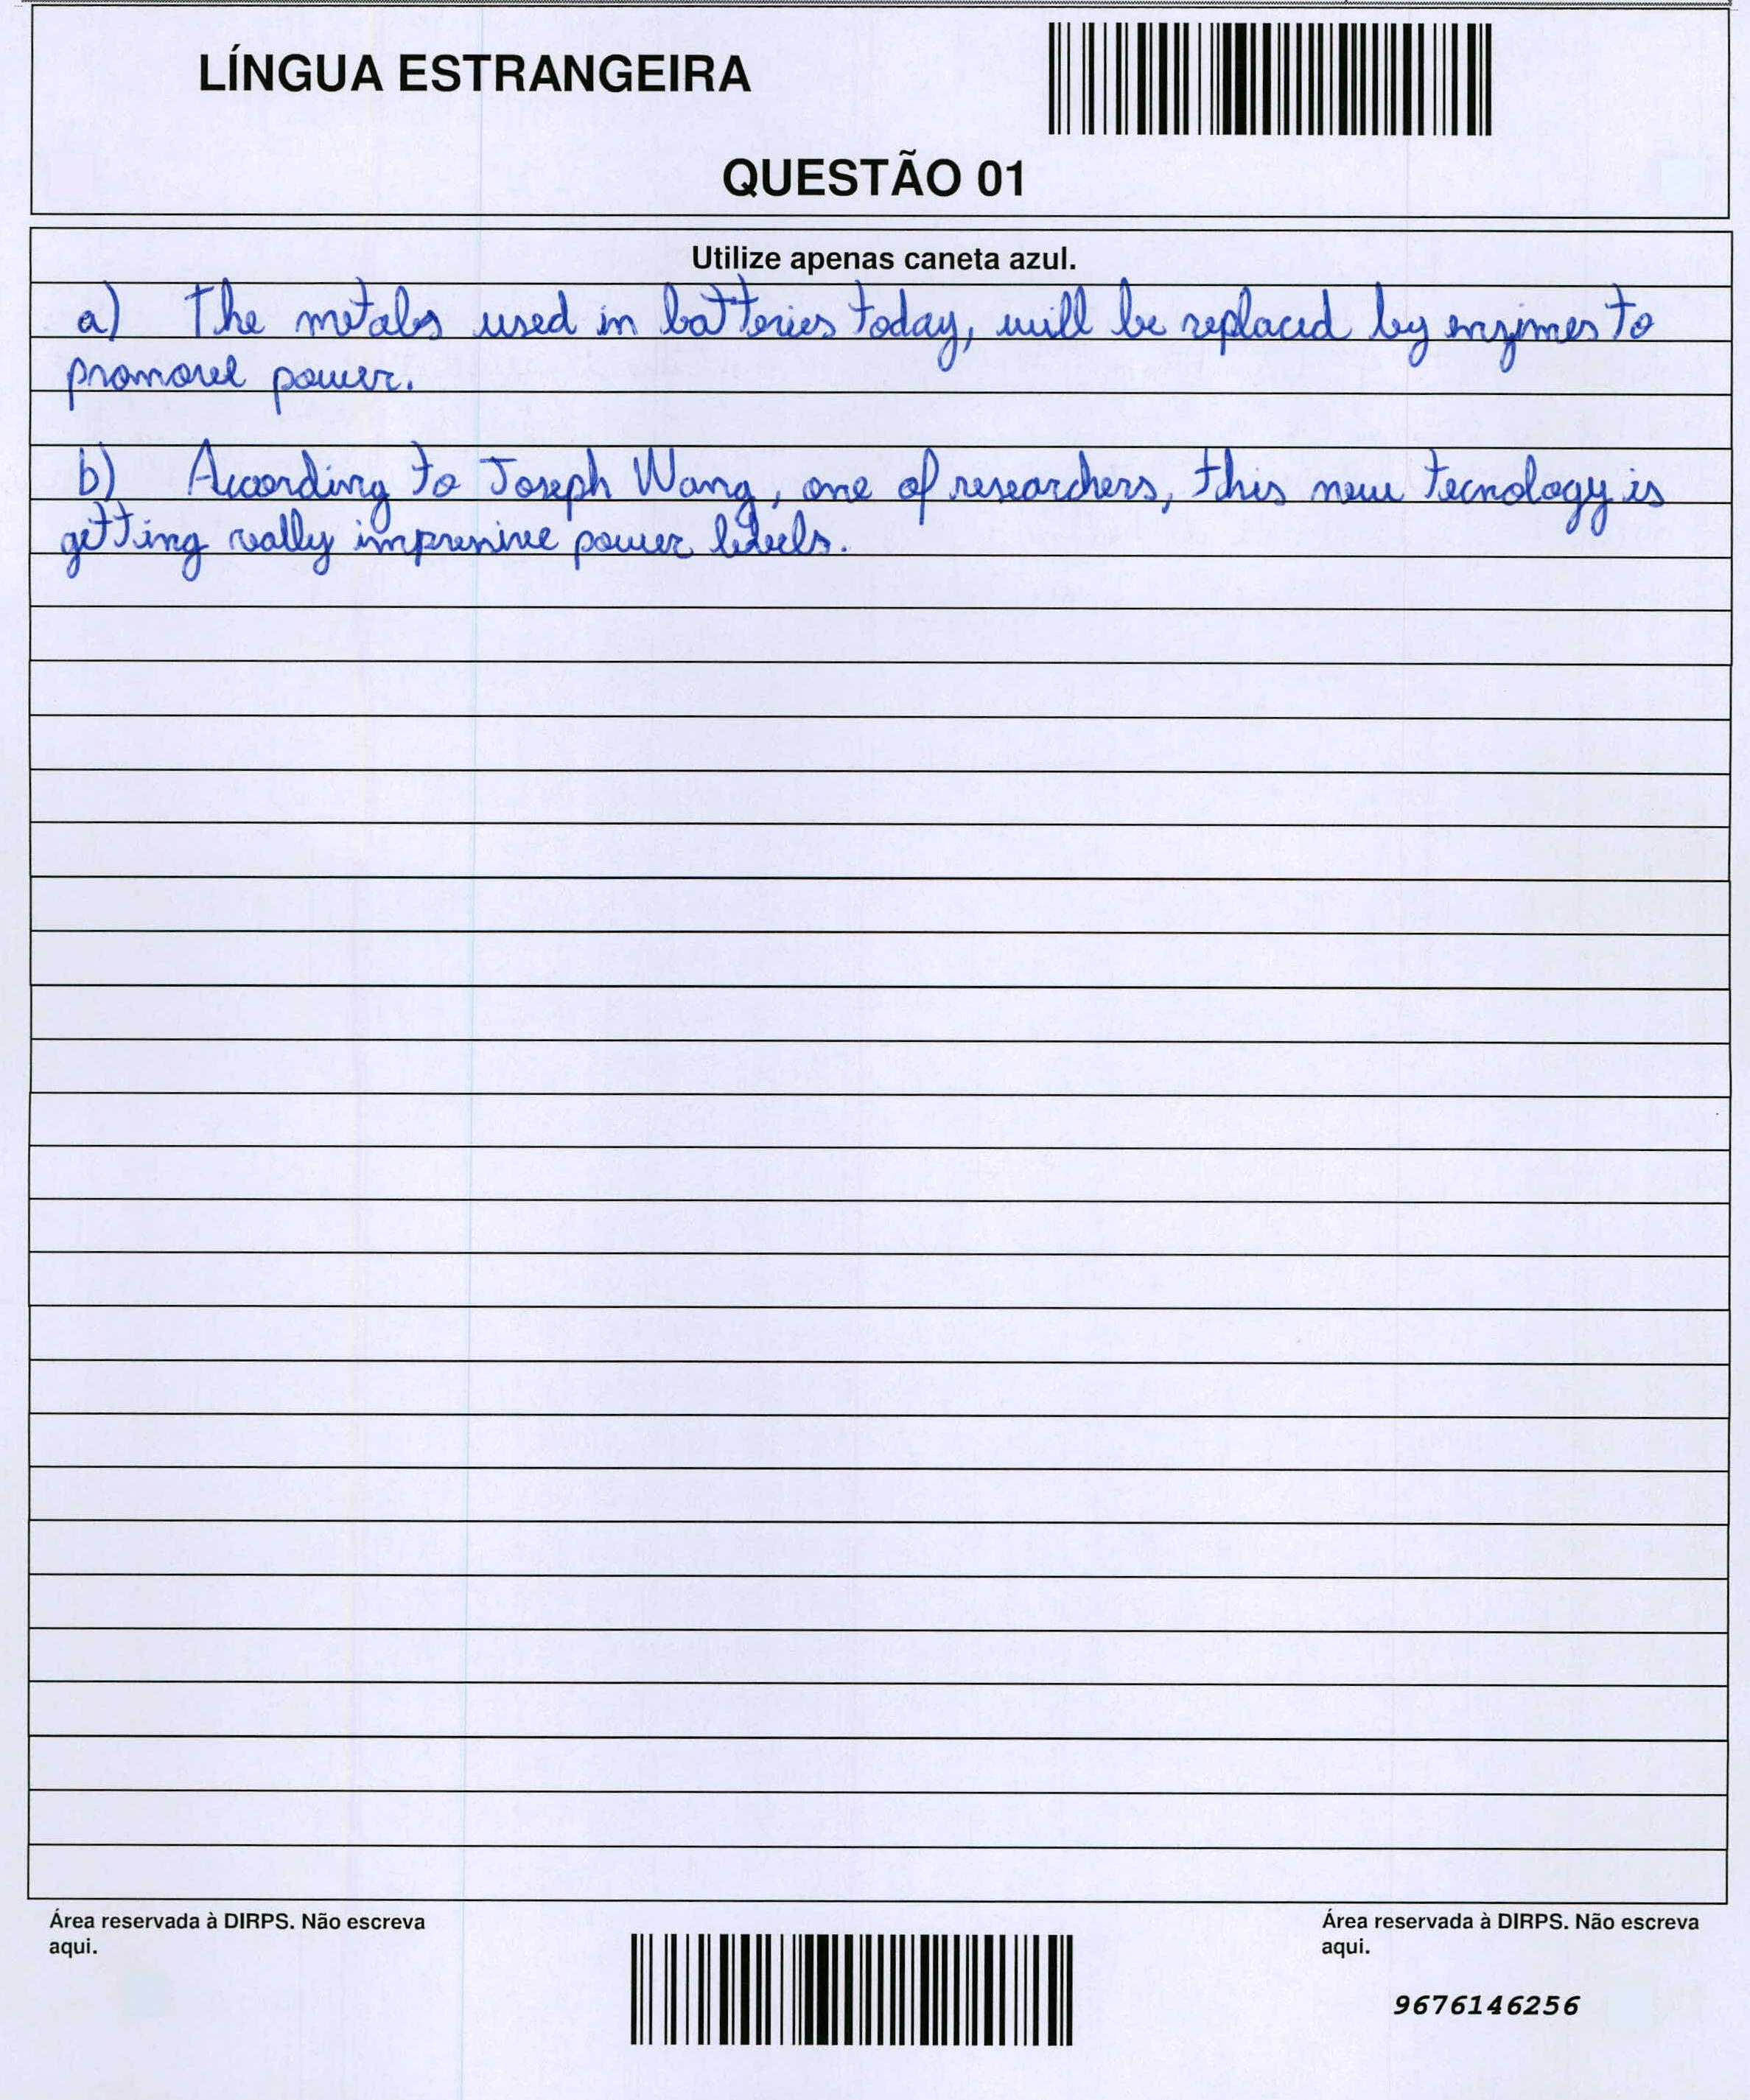 LÍNGUA ESTRANGEIRA
QUESTÃO 01
Utilize apenas caneta azul.
a) The metals used in batteries today, will be replaced by enzimes to
promovel power.
b) According to Joseph Wang, one of researchers, this new tecnology is
getting really impressive power levels.
Área reservada à DIRPS. Não escreva
aqui.
Área reservada à DIRPS. Não escreva
aqui.
9676146256